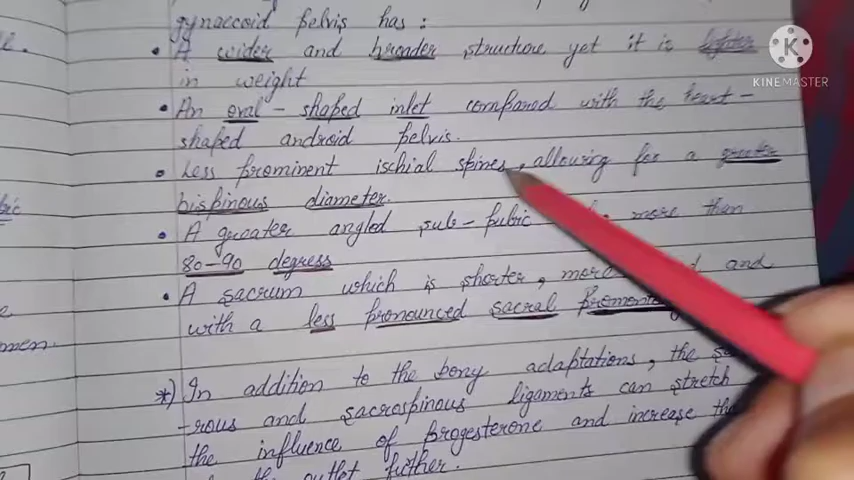 gynaecoid pelvis has :
• A wider and broader structure yet it is lighter
in weight
• An oval - shaped inlet compared with the heart -
shaped android pelvis.
• Less prominent ischial spines, allowing for a greater
bispinous diameter.
• A greater angled, sub - pubic more than
80-90 degress
• A sacrum which is shorter, more and
with a less pronounced sacral
*) In addition to the bony adaptations, the
-rous and sacrospinous ligaments can stretch
the influence of progesterone and increase the
the outlet further.
men.
KINEMASTER